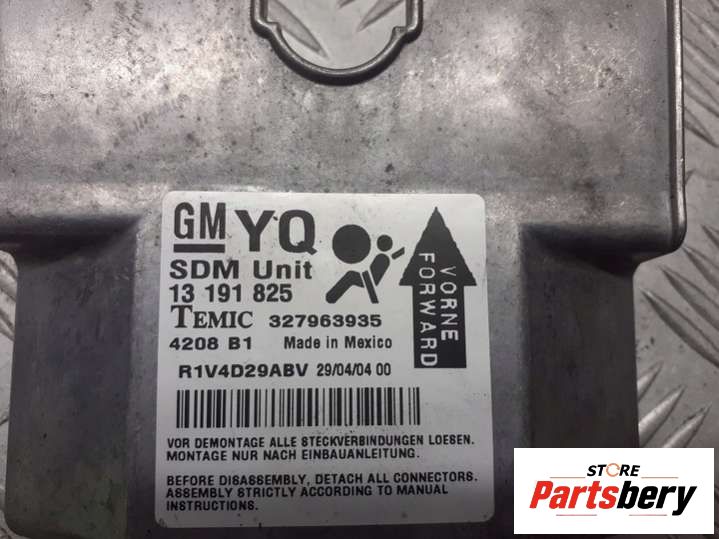 GM YQ
SDM Unit
13 191 825
TEMIC 327963935
4208 B1 Made in Mexico
R1V4D29ABV 29/04/04 00
VORNE
FORWARD
VOR DEMONTAGE ALLE STECKVERBINDUNGEN LOESEN.
MONTAGE NUR NACH EINBAUANLEITUNG.
BEFORE DISASSEMBLY, DETACH ALL CONNECTORS.
ASSEMBLY STRICTLY ACCORDING TO MANUAL
INSTRUCTIONS.
STORE
Partsbery